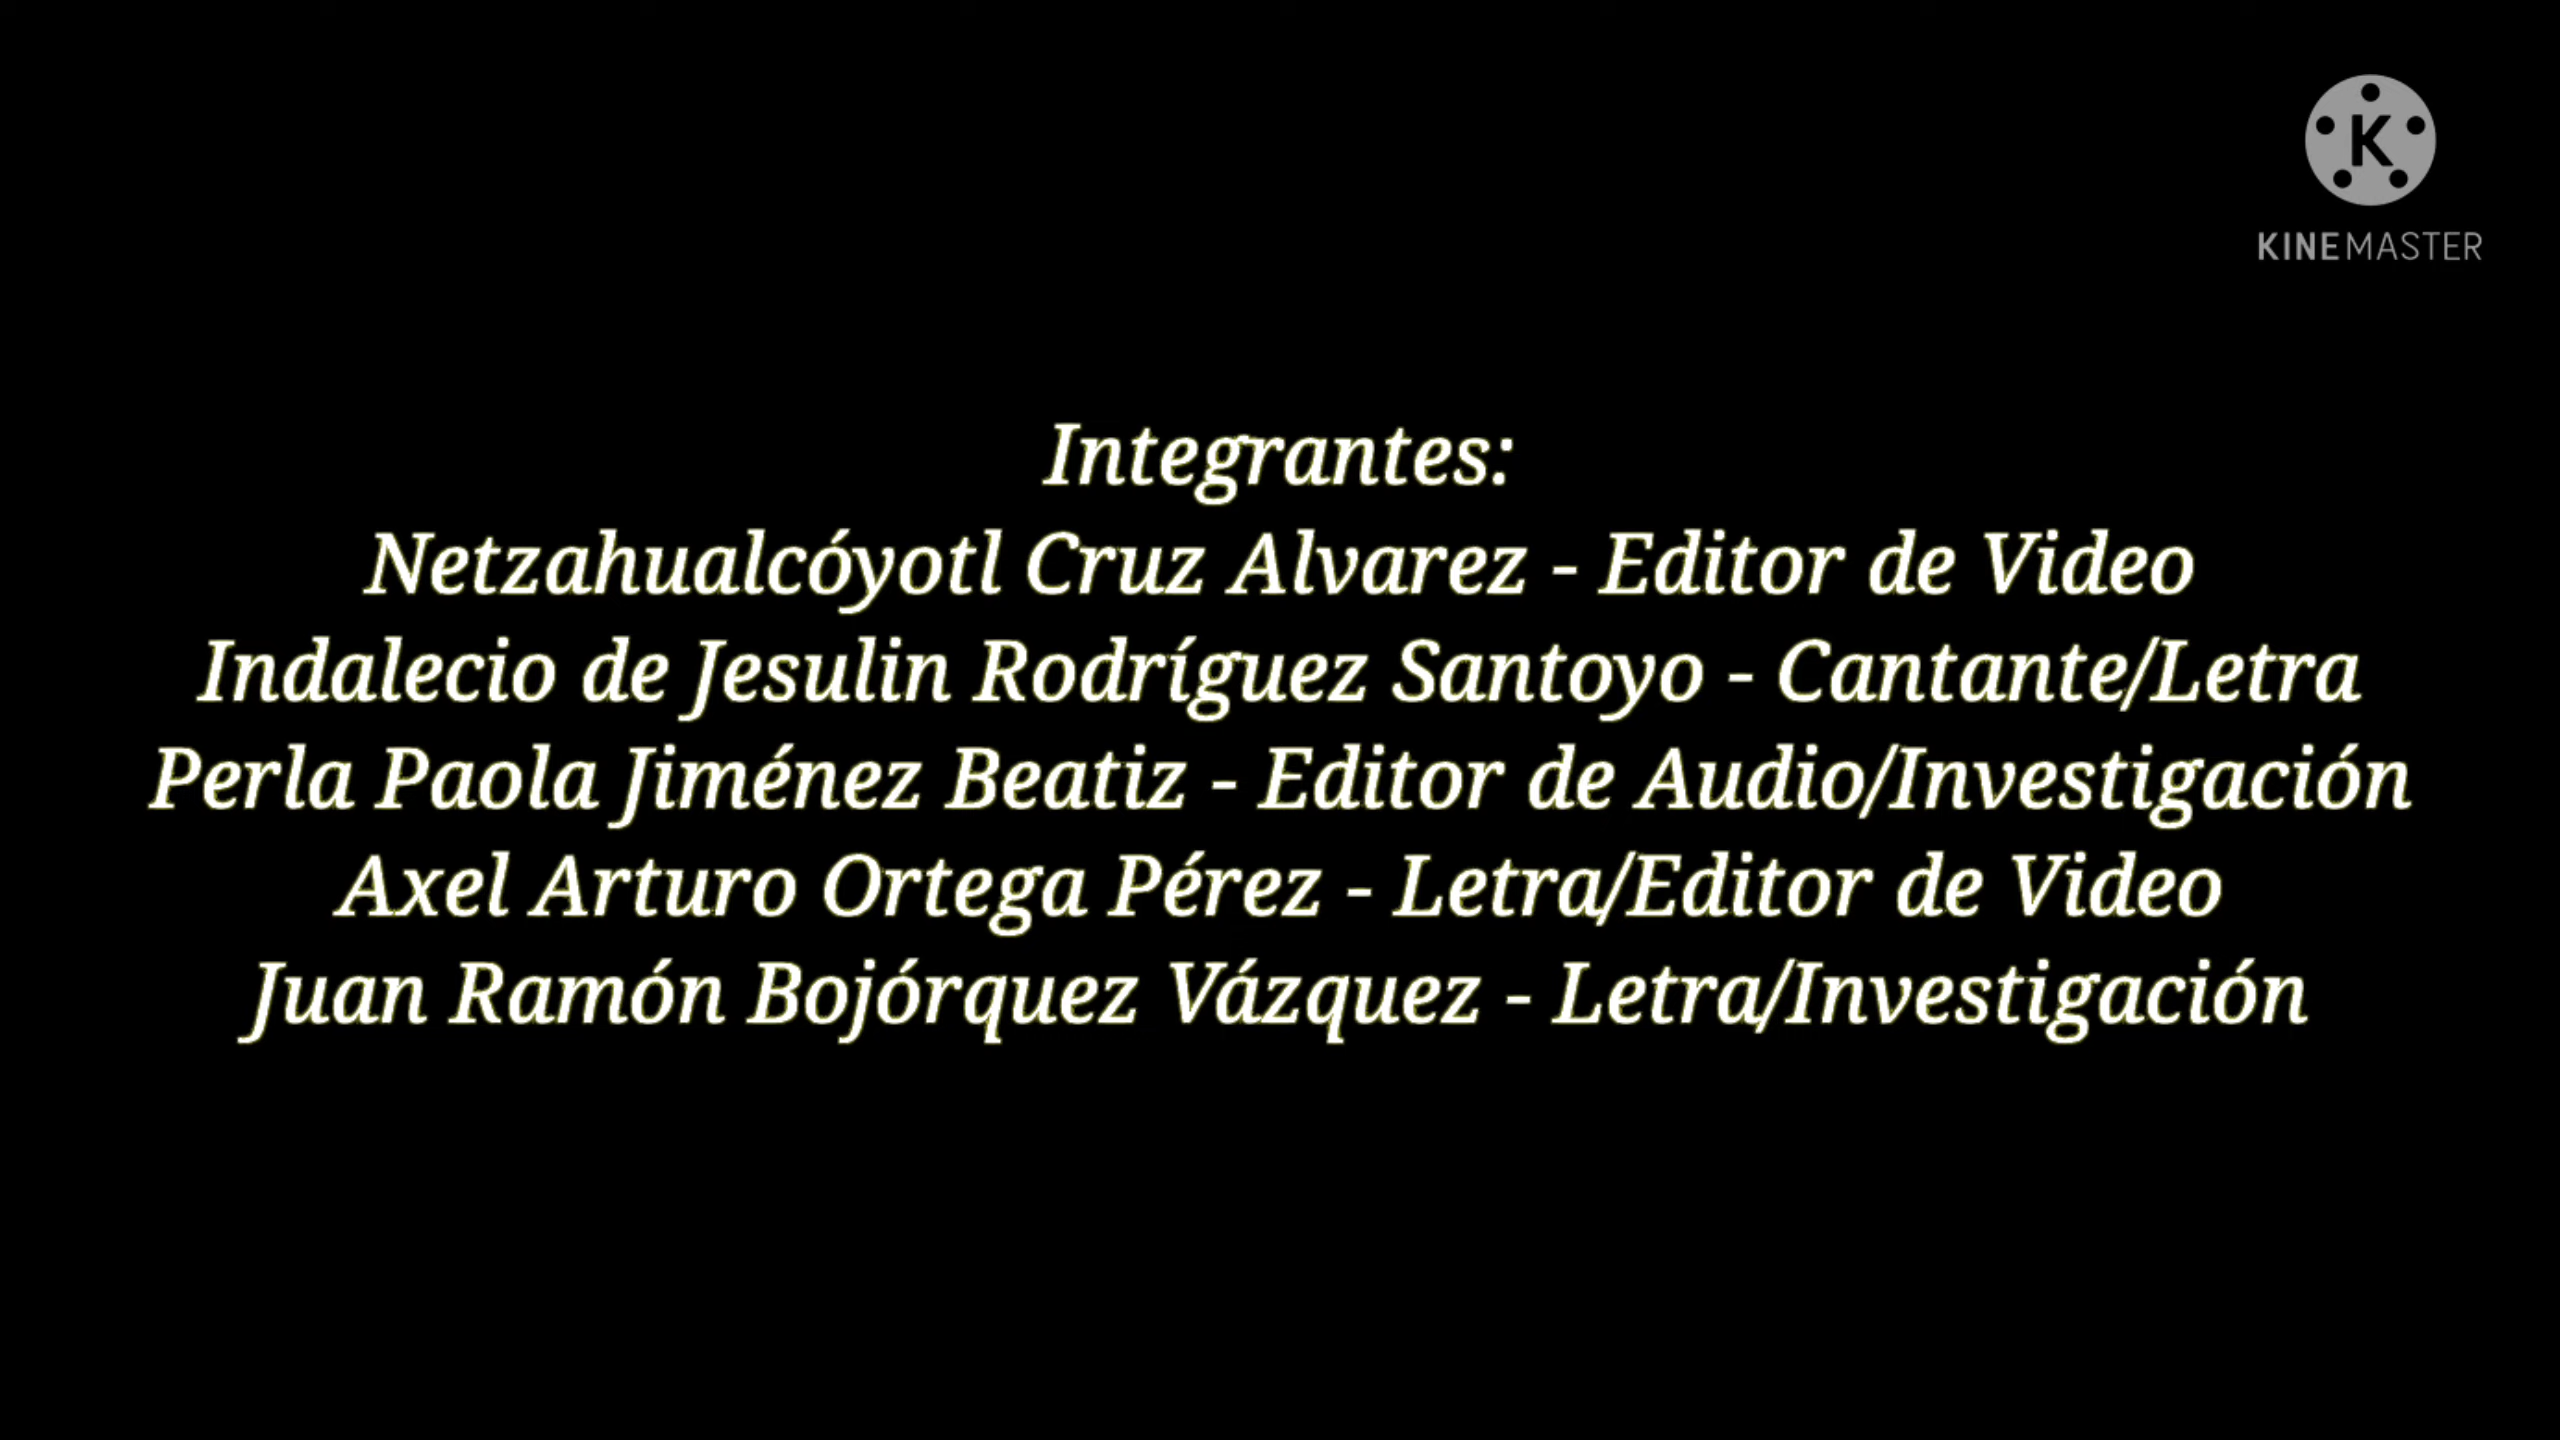 K
KINEMASTER
Integrantes:
Netzahualcóyotl Cruz Alvarez - Editor de Video
Indalecio de Jesulin Rodríguez Santoyo - Cantante/Letra
Perla Paola Jiménez Beatiz - Editor de Audio/Investigación
Axel Arturo Ortega Pérez - Letra/Editor de Video
Juan Ramón Bojórquez Vázquez - Letra/Investigación